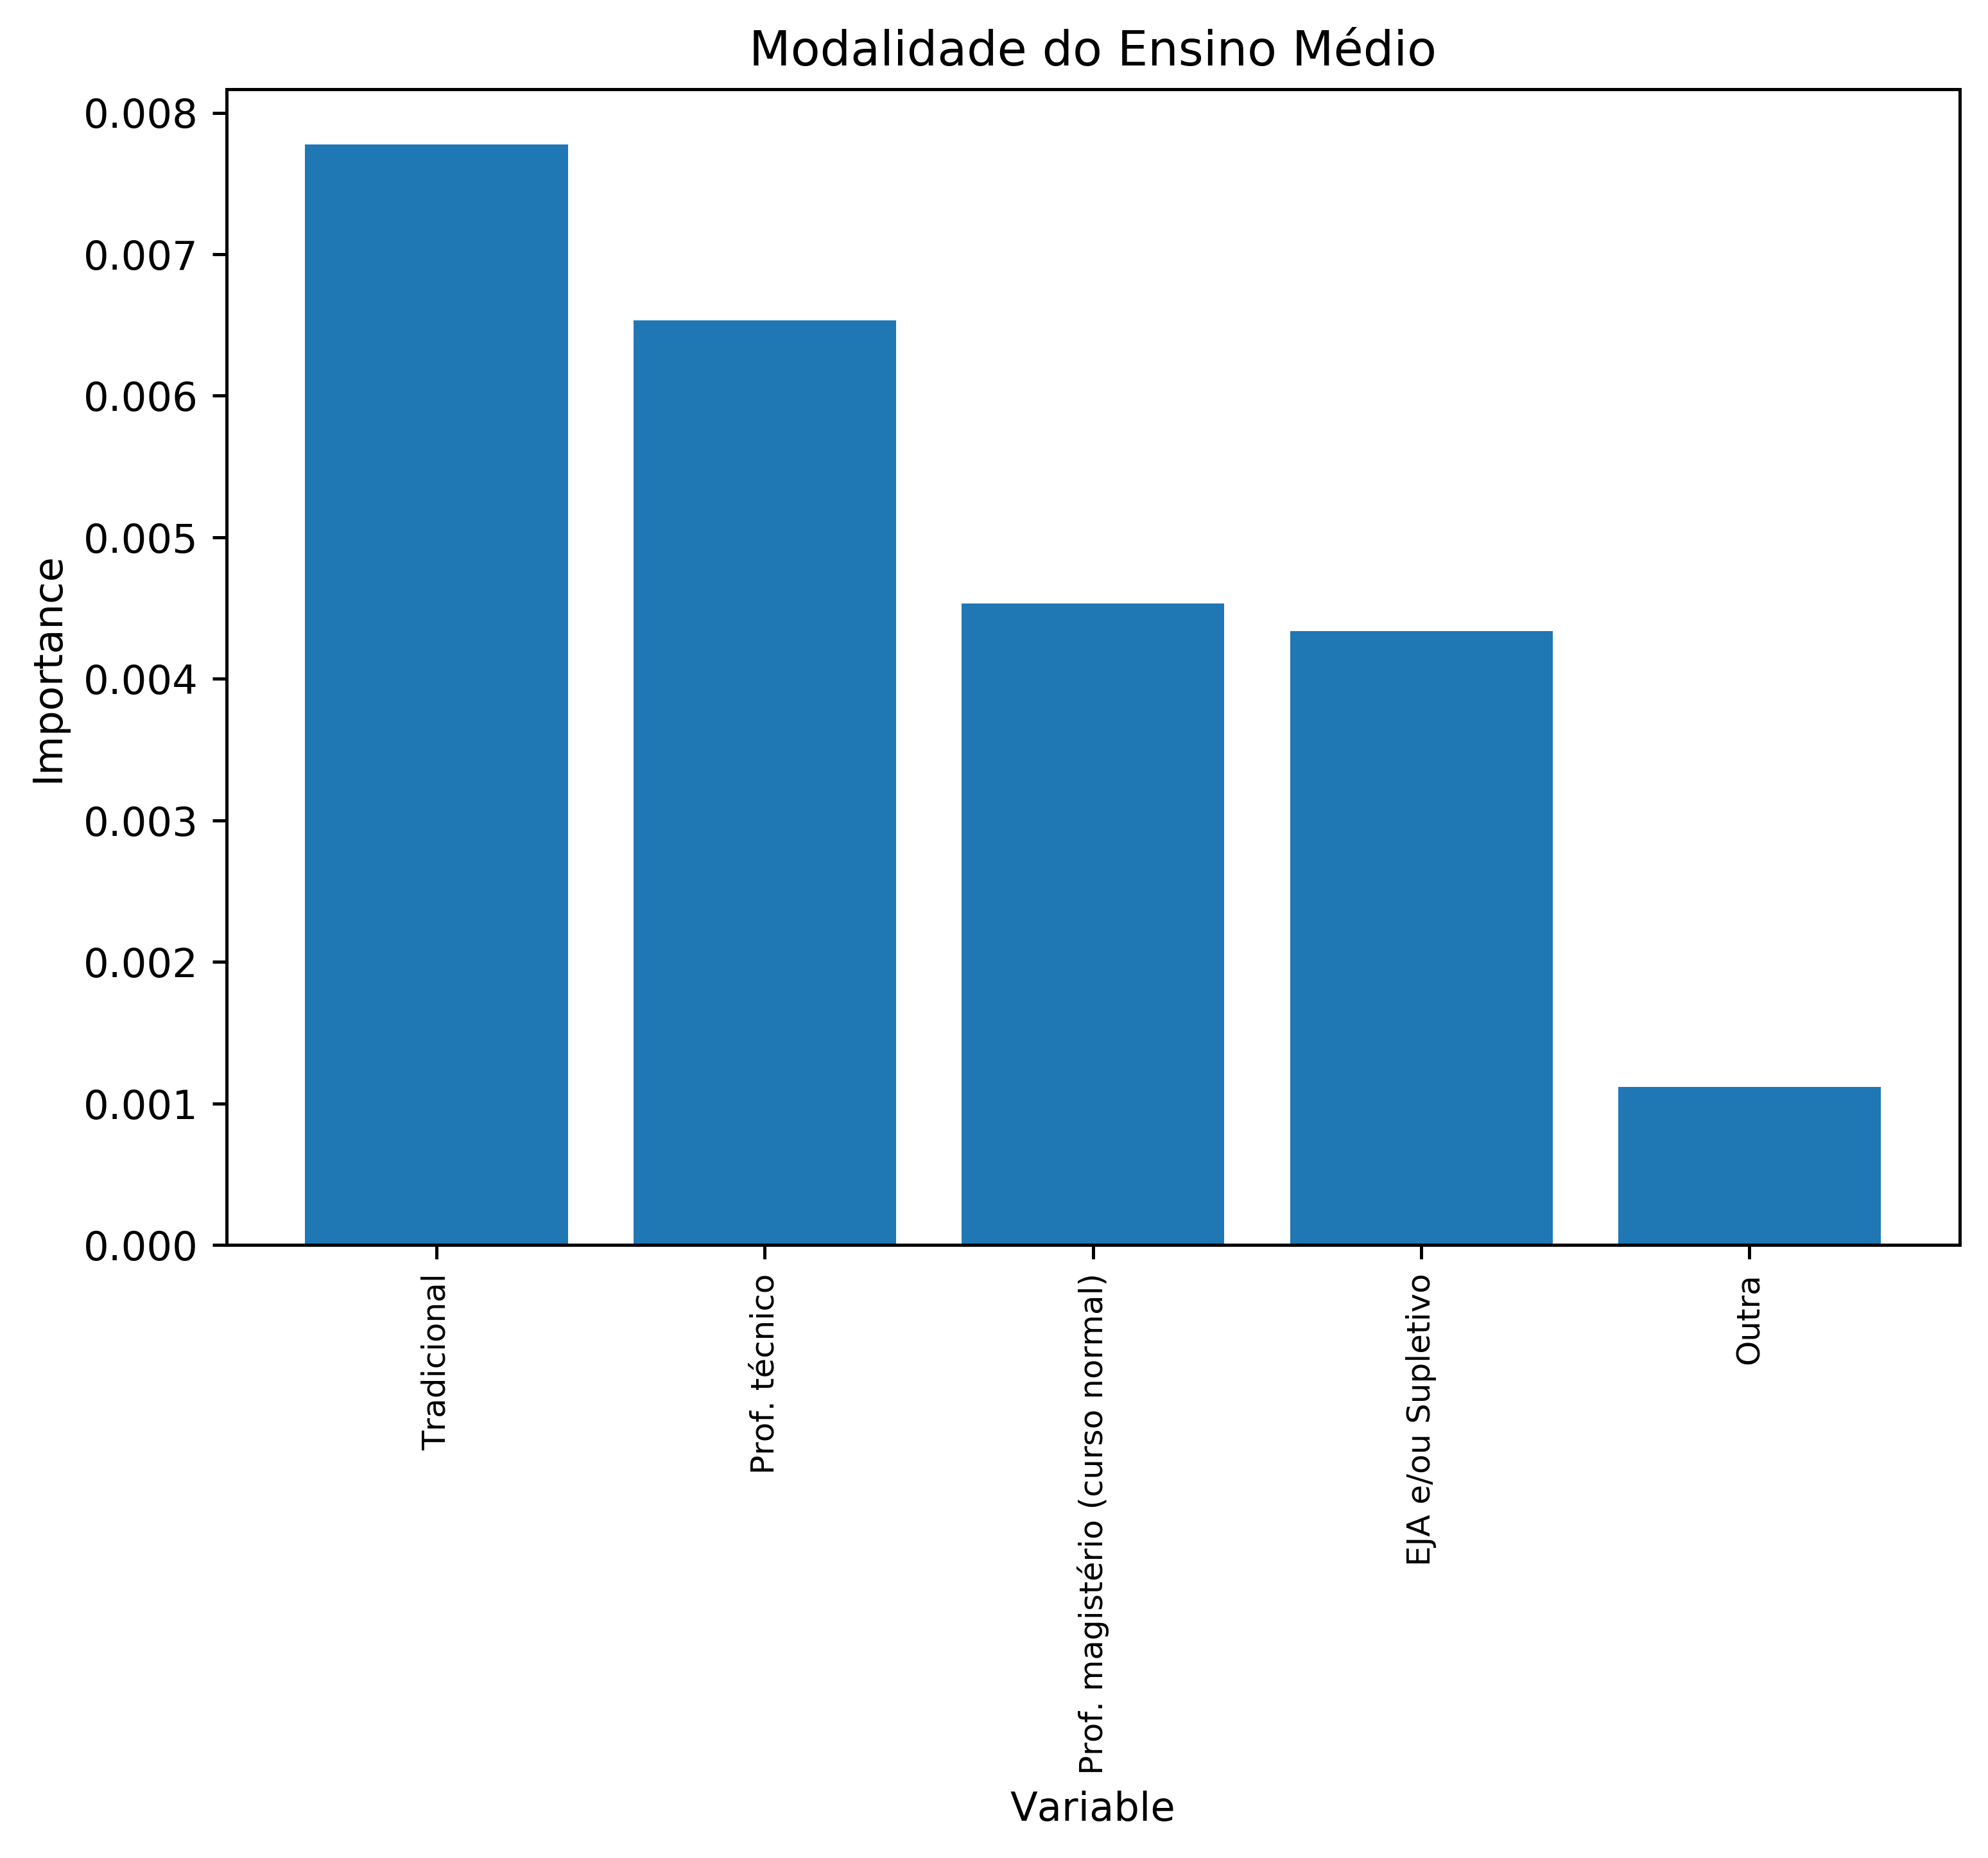 Modalidade do Ensino Médio
0.008
0.007
0.006
0.005
0.004
0.003
0.002
0.001
0.000
Importance
Tradicional
Prof. técnico
Prof. magistério (curso normal)
EJA e/ou Supletivo
Outra
Variable